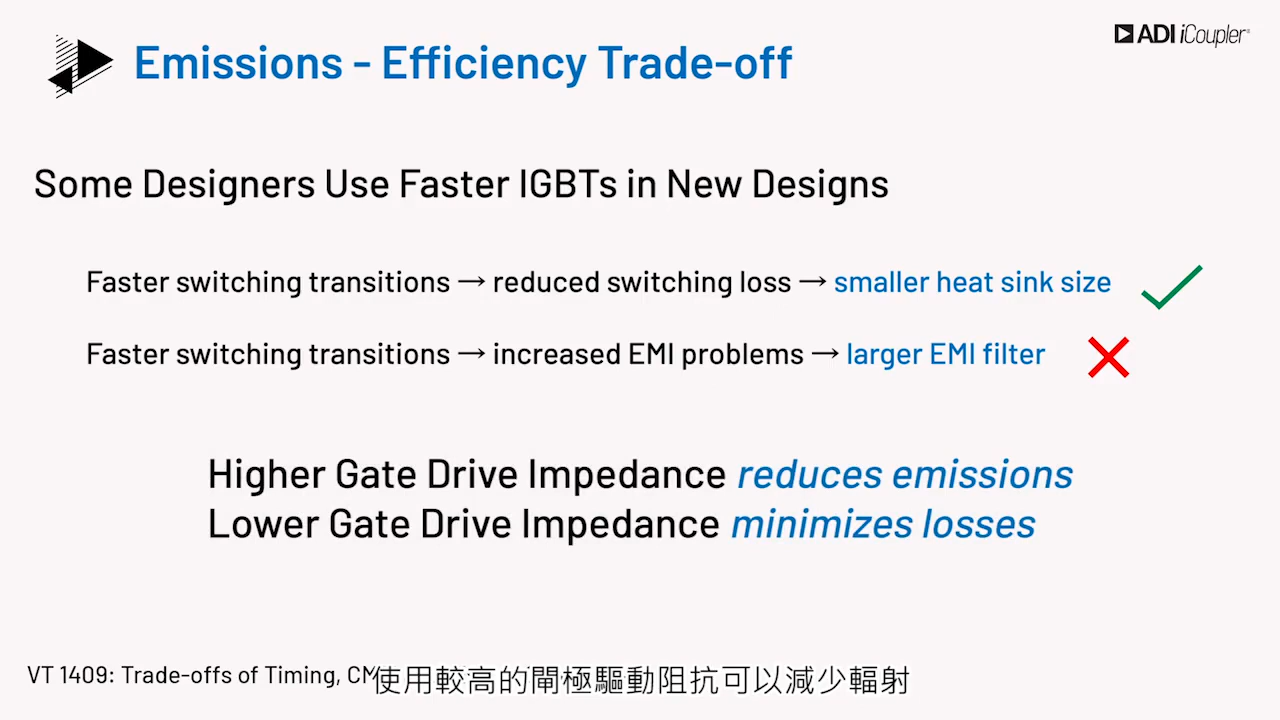 Emissions - Efficiency Trade-off
ADI iCoupler®
Some Designers Use Faster IGBTs in New Designs
Faster switching transitions → reduced switching loss → smaller heat sink size
Faster switching transitions → increased EMI problems → larger EMI filter
Higher Gate Drive Impedance reduces emissions
Lower Gate Drive Impedance minimizes losses
VT 1409: Trade-offs of Timing,
使用較高的閘極驅動阻抗可以減少輻射